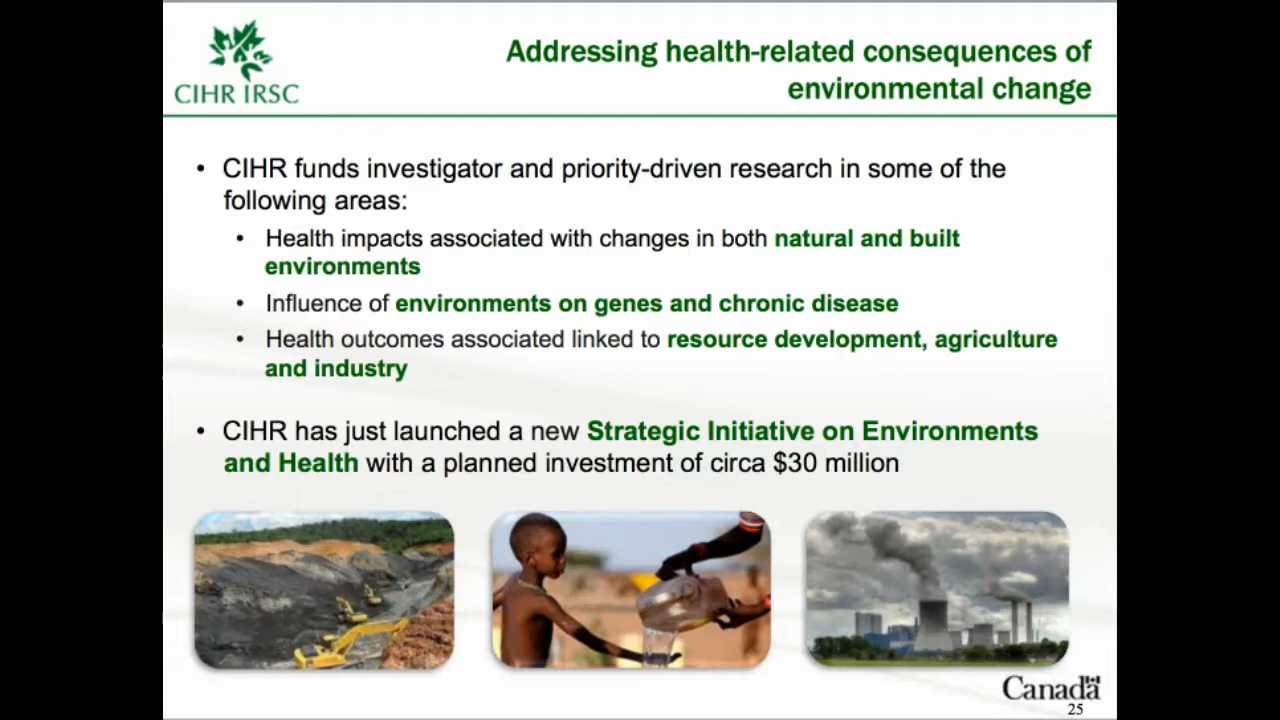 CIHR IRSC
Addressing health-related consequences of
environmental change
• CIHR funds investigator and priority-driven research in some of the
following areas:
• Health impacts associated with changes in both natural and built
environments
• Influence of environments on genes and chronic disease
• Health outcomes associated linked to resource development, agriculture
and industry
• CIHR has just launched a new Strategic Initiative on Environments
and Health with a planned investment of circa $30 million
Canada
25